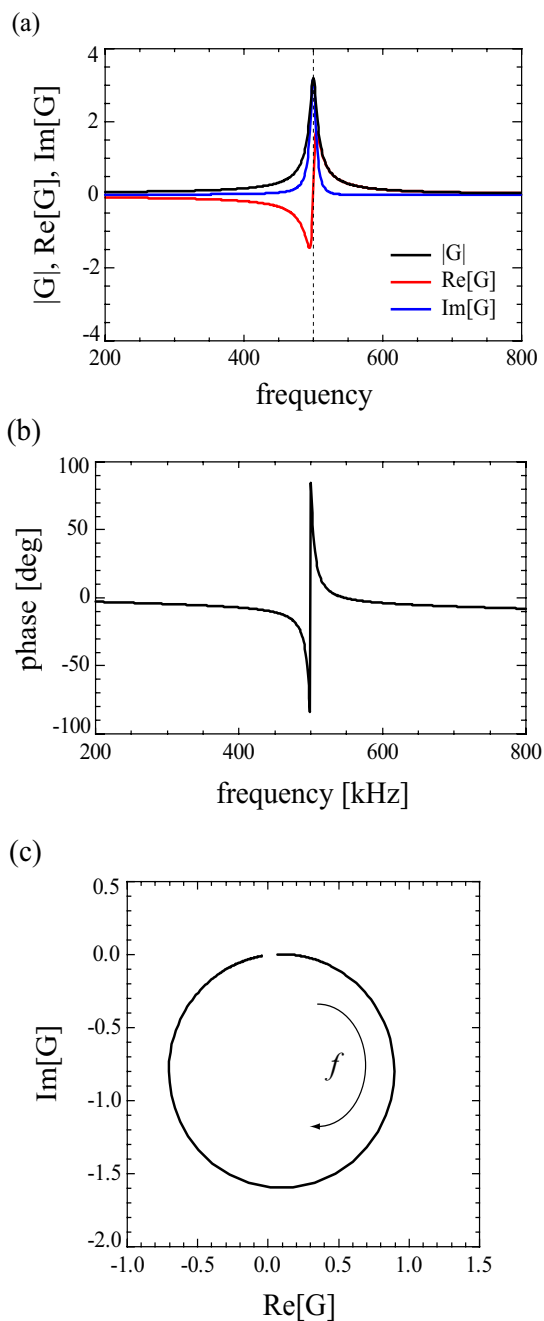 (a)
|G|, Re[G], Im[G]
4
2
0
-2
-4
|G|
Re[G]
Im[G]
200 400 600 800
frequency
(b)
phase [deg]
100
50
0
-50
-100
200 400 600 800
frequency [kHz]
(c)
Im[G]
0.5
0.0
-0.5
-1.0
-1.5
-2.0
f
-1.0 -0.5 0.0 0.5 1.0 1.5
Re[G]